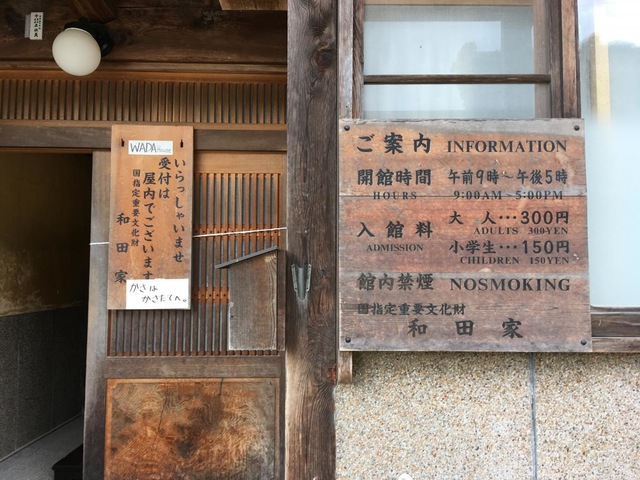 WADA House
いらっしゃいませ
受付は
屋内でございます
国指定重要文化財
和田家
かさは
かさたてへ。
ご案内 INFORMATION
開館時間 午前9時～午後5時
HOURS 9:00AM~5:00PM
入館料 大人…300円
ADMISSION ADULTS 300YEN
小学生…150円
CHILDREN 150YEN
館内禁煙 NOSMOKING
国指定重要文化財
和田家